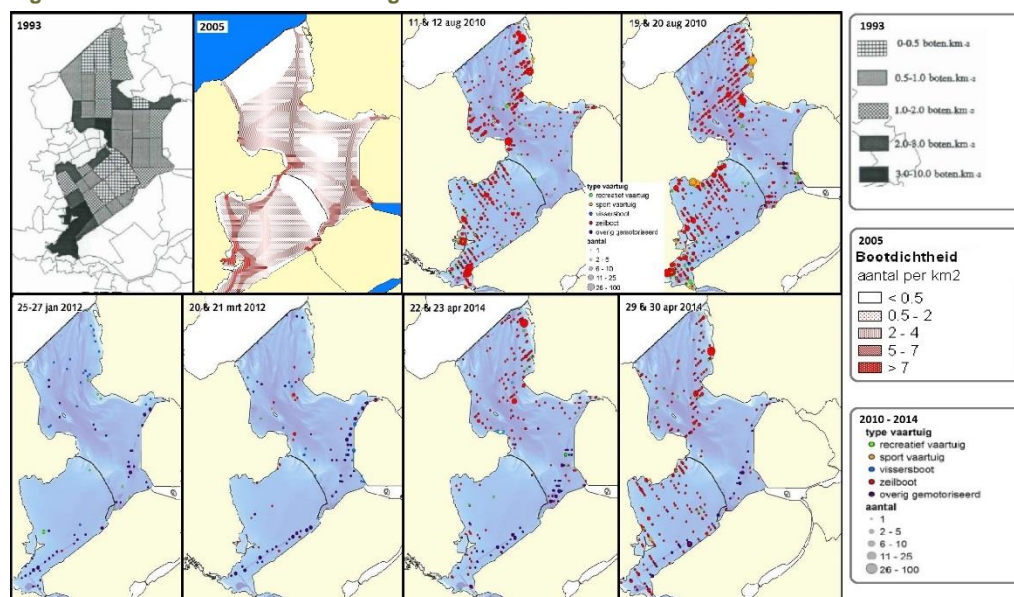 1993
2005
11 & 12 aug 2010
19 & 20 aug 2010
type vaartuig
recreatief vaartuig
sport vaartuig
vissersboot
zeilboot
overig gemotoriseerd
aantal
1
2 - 5
6 - 10
11 - 25
26 - 100
25-27 jan 2012
20 & 21 mrt 2012
22 & 23 apr 2014
29 & 30 apr 2014
1993
0-0.5 boten.km-2
0.5-1.0 boten.km-2
1.0-2.0 boten.km-2
2.0-3.0 boten.km-2
3.0-10.0 boten.km-2
2005
Bootdichtheid
aantal per km2
< 0.5
0.5 - 2
2 - 4
5 - 7
> 7
2010 - 2014
type vaartuig
recreatief vaartuig
sport vaartuig
vissersboot
zeilboot
overig gemotoriseerd
aantal
1
2 - 5
6 - 10
11 - 25
26 - 100